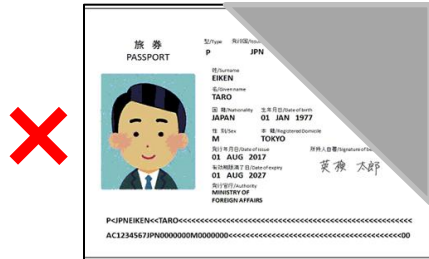 旅 券
PASSPORT
型/Type 発行国/Issu
P JPN
姓/Surname
EIKEN
名/Given name
TARO
国 籍/Nationality 生年月日/Date of birth
JAPAN 01 JAN 1977
性 別/Sex 本 籍/Registered Domicile
M TOKYO
発行年月日/Date of issue 所持人自署/Signature of
01 AUG 2017
有効期間満了日/Date of expiry
01 AUG 2027
英検 太郎
発行官庁/Authority
MINISTRY OF
FOREIGN AFFAIRS
P<JPNEIKEN<<TARO<<<<<<<<<<<<<<<<<<<<<<<<<<<<<<<<<<<<<<<<<<<<
AC1234567JPN0000000M0000000<<<<<<<<<<<<<<<<<<<<<<<<<<<<<<<<00